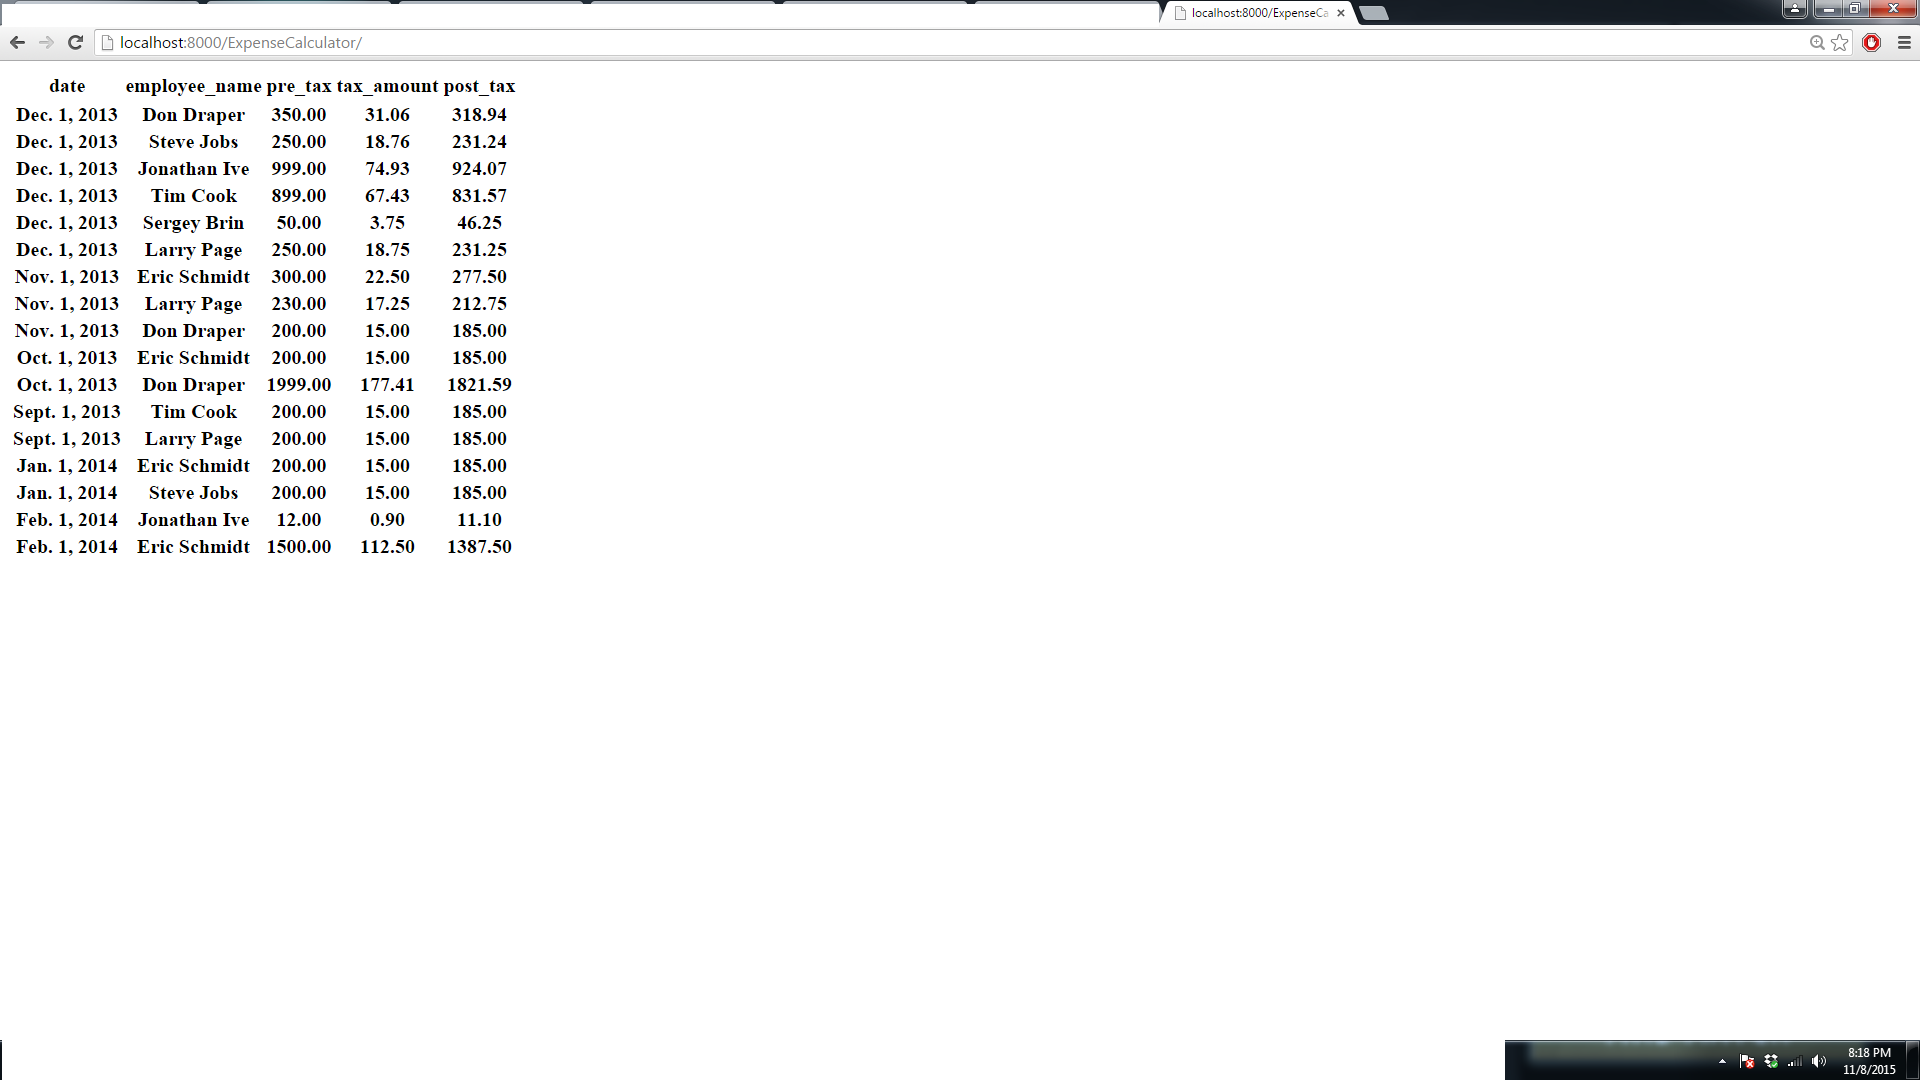 localhost:8000/ExpenseCa
localhost:8000/ExpenseCalculator/
date employee_name pre_tax tax_amount post_tax
Dec. 1, 2013 Don Draper 350.00 31.06 318.94
Dec. 1, 2013 Steve Jobs 250.00 18.76 231.24
Dec. 1, 2013 Jonathan Ive 999.00 74.93 924.07
Dec. 1, 2013 Tim Cook 899.00 67.43 831.57
Dec. 1, 2013 Sergey Brin 50.00 3.75 46.25
Dec. 1, 2013 Larry Page 250.00 18.75 231.25
Nov. 1, 2013 Eric Schmidt 300.00 22.50 277.50
Nov. 1, 2013 Larry Page 230.00 17.25 212.75
Nov. 1, 2013 Don Draper 200.00 15.00 185.00
Oct. 1, 2013 Eric Schmidt 200.00 15.00 185.00
Oct. 1, 2013 Don Draper 1999.00 177.41 1821.59
Sept. 1, 2013 Tim Cook 200.00 15.00 185.00
Sept. 1, 2013 Larry Page 200.00 15.00 185.00
Jan. 1, 2014 Eric Schmidt 200.00 15.00 185.00
Jan. 1, 2014 Steve Jobs 200.00 15.00 185.00
Feb. 1, 2014 Jonathan Ive 12.00 0.90 11.10
Feb. 1, 2014 Eric Schmidt 1500.00 112.50 1387.50
8:18 PM
11/8/2015